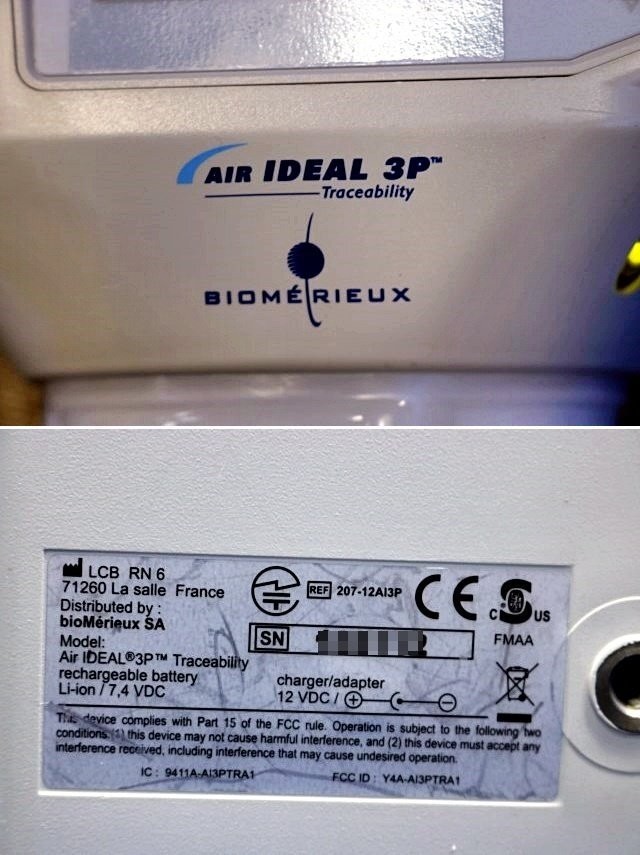 AIR IDEAL 3P™
Traceability
BIOMÉRIEUX
LCB RN 6
71260 La salle France
Distributed by :
bioMérieux SA
Model:
Air IDEAL®3P™ Traceability
rechargeable battery
Li-ion / 7,4 VDC
REF 207-12AI3P
SN
charger/adapter
12 VDC / + -
CE
C US
FMAA
This device complies with Part 15 of the FCC rule. Operation is subject to the following two
conditions:(1) this device may not cause harmful interference, and (2) this device must accept any
interference received, including interference that may cause undesired operation.
IC : 9411A-AI3PTRA1
FCC ID : Y4A-AI3PTRA1